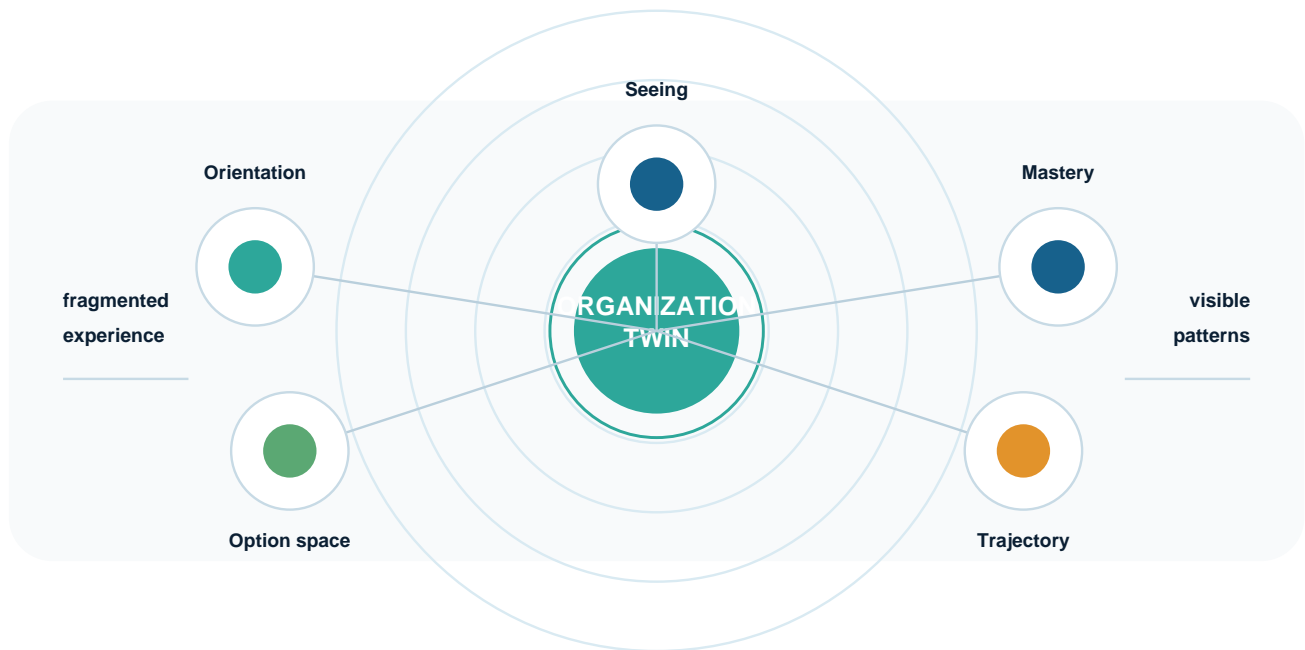 Seeing
Orientation
Mastery
fragmented
experience
visible
patterns
ORGANIZATION
TWIN
Option space
Trajectory